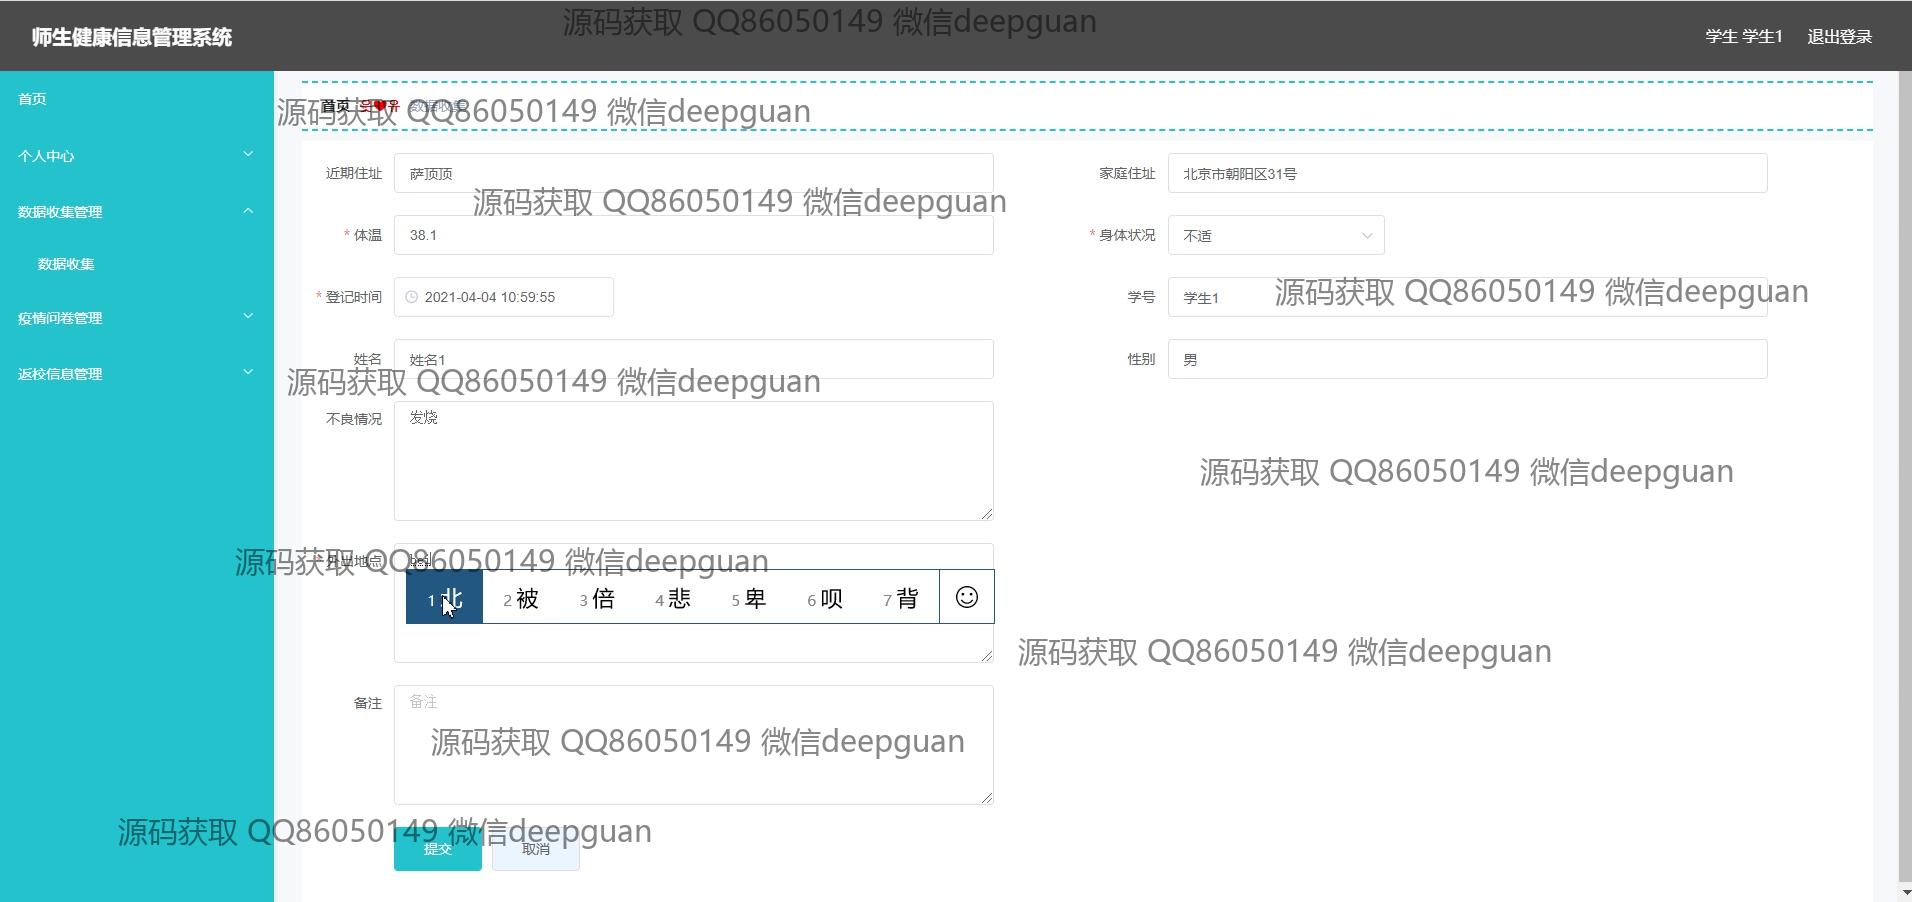 源码获取 QQ86050149 微信deepguan
师生健康信息管理系统
学生 学生1 退出登录
首页
首页 数据收集
源码获取 QQ86050149 微信deepguan
个人中心
近期住址 萨顶顶 家庭住址 北京市朝阳区31号
源码获取 QQ86050149 微信deepguan
数据收集管理
* 体温 38.1 * 身体状况 不适
数据收集
* 登记时间 2021-04-04 10:59:55 学号 学生1
源码获取 QQ86050149 微信deepguan
疫情问卷管理
姓名 姓名1 性别 男
返校信息管理
源码获取 QQ86050149 微信deepguan
不良情况 发烧
源码获取 QQ86050149 微信deepguan
* 外出地点
源码获取 QQ86050149 微信deepguan
1 北 2 被 3 倍 4 悲 5 卑 6 呗 7 背
源码获取 QQ86050149 微信deepguan
备注 备注
源码获取 QQ86050149 微信deepguan
源码获取 QQ86050149 微信deepguan
提交 取消